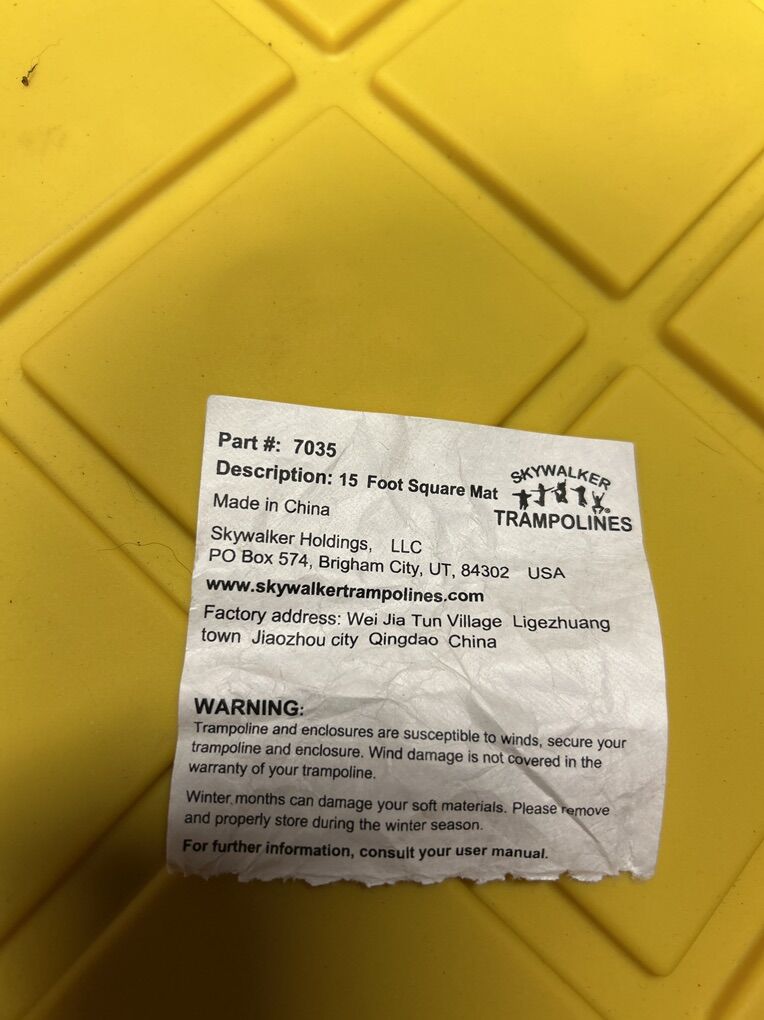 Part #: 7035
Description: 15 Foot Square Mat
Made in China
SKYWALKER
TRAMPOLINES
Skywalker Holdings, LLC
PO Box 574, Brigham City, UT, 84302 USA
www.skywalkertrampolines.com
Factory address: Wei Jia Tun Village Ligezhuang
town Jiaozhou city Qingdao China
WARNING:
Trampoline and enclosures are susceptible to winds, secure your
trampoline and enclosure. Wind damage is not covered in the
warranty of your trampoline.
Winter months can damage your soft materials. Please remove
and properly store during the winter season.
For further information, consult your user manual.